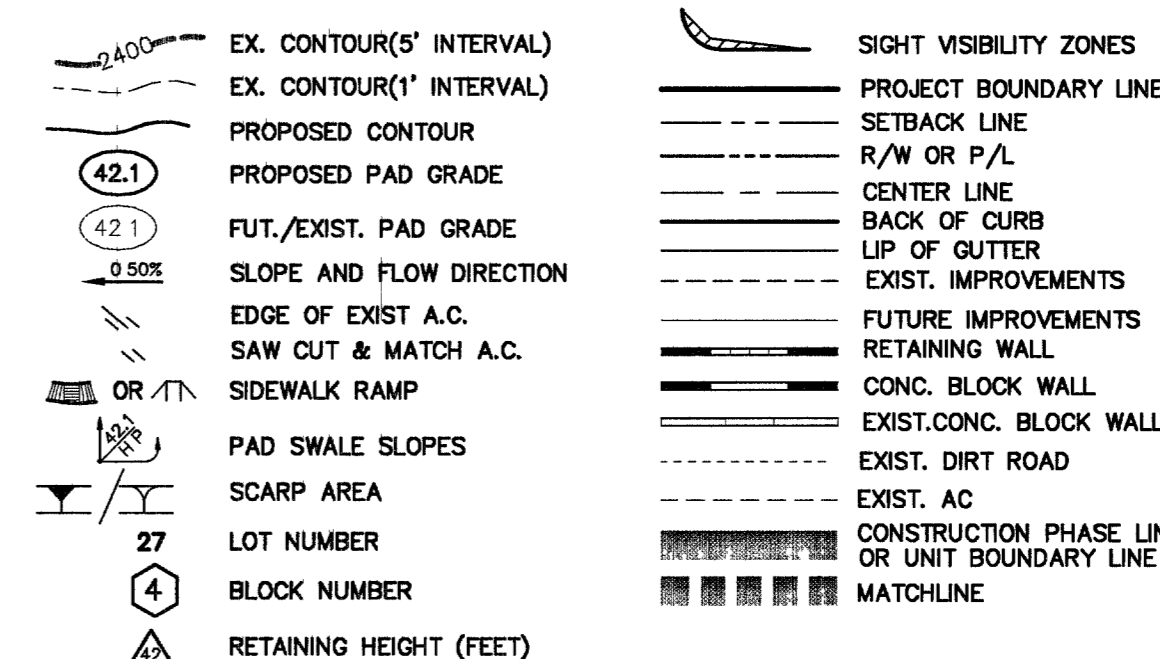 2400 EX. CONTOUR(5' INTERVAL)
EX. CONTOUR(1' INTERVAL)
PROPOSED CONTOUR
42.1 PROPOSED PAD GRADE
42 1 FUT./EXIST. PAD GRADE
0 50% SLOPE AND FLOW DIRECTION
EDGE OF EXIST A.C.
SAW CUT & MATCH A.C.
OR SIDEWALK RAMP
42.1 HP PAD SWALE SLOPES
SCARP AREA
27 LOT NUMBER
4 BLOCK NUMBER
42 RETAINING HEIGHT (FEET)
SIGHT VISIBILITY ZONES
PROJECT BOUNDARY LINE
SETBACK LINE
R/W OR P/L
CENTER LINE
BACK OF CURB
LIP OF GUTTER
EXIST. IMPROVEMENTS
FUTURE IMPROVEMENTS
RETAINING WALL
CONC. BLOCK WALL
EXIST.CONC. BLOCK WALL
EXIST. DIRT ROAD
EXIST. AC
CONSTRUCTION PHASE LIN
OR UNIT BOUNDARY LINE
MATCHLINE